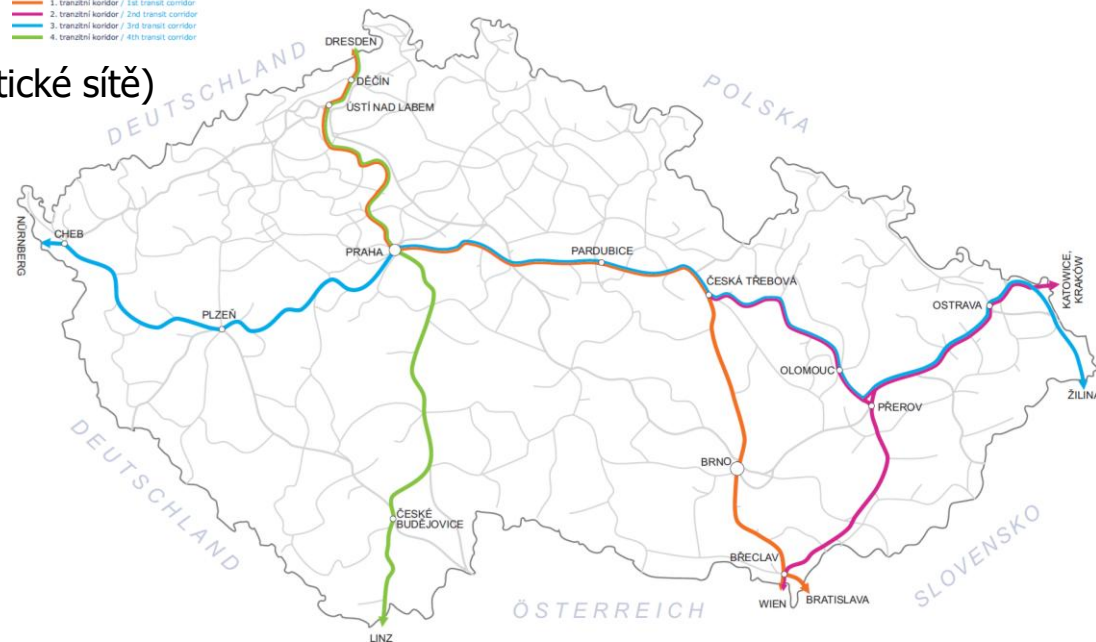 1. tranzitní koridor / 1st transit corridor
2. tranzitní koridor / 2nd transit corridor
3. tranzitní koridor / 3rd transit corridor
4. tranzitní koridor / 4th transit corridor
tické sítě)
DRESDEN
DĚČÍN
ÚSTÍ NAD LABEM
DEUTSCHLAND
POLSKA
NÜRNBERG
CHEB
PRAHA
PARDUBICE
ČESKÁ TŘEBOVÁ
KATOWICE,
KRAKÓW
OSTRAVA
PLZEŇ
OLOMOUC
ŽILINA
PŘEROV
BRNO
DEUTSCHLAND
ČESKÉ
BUDĚJOVICE
BŘECLAV
SLOVENSKO
WIEN
BRATISLAVA
ÖSTERREICH
LINZ